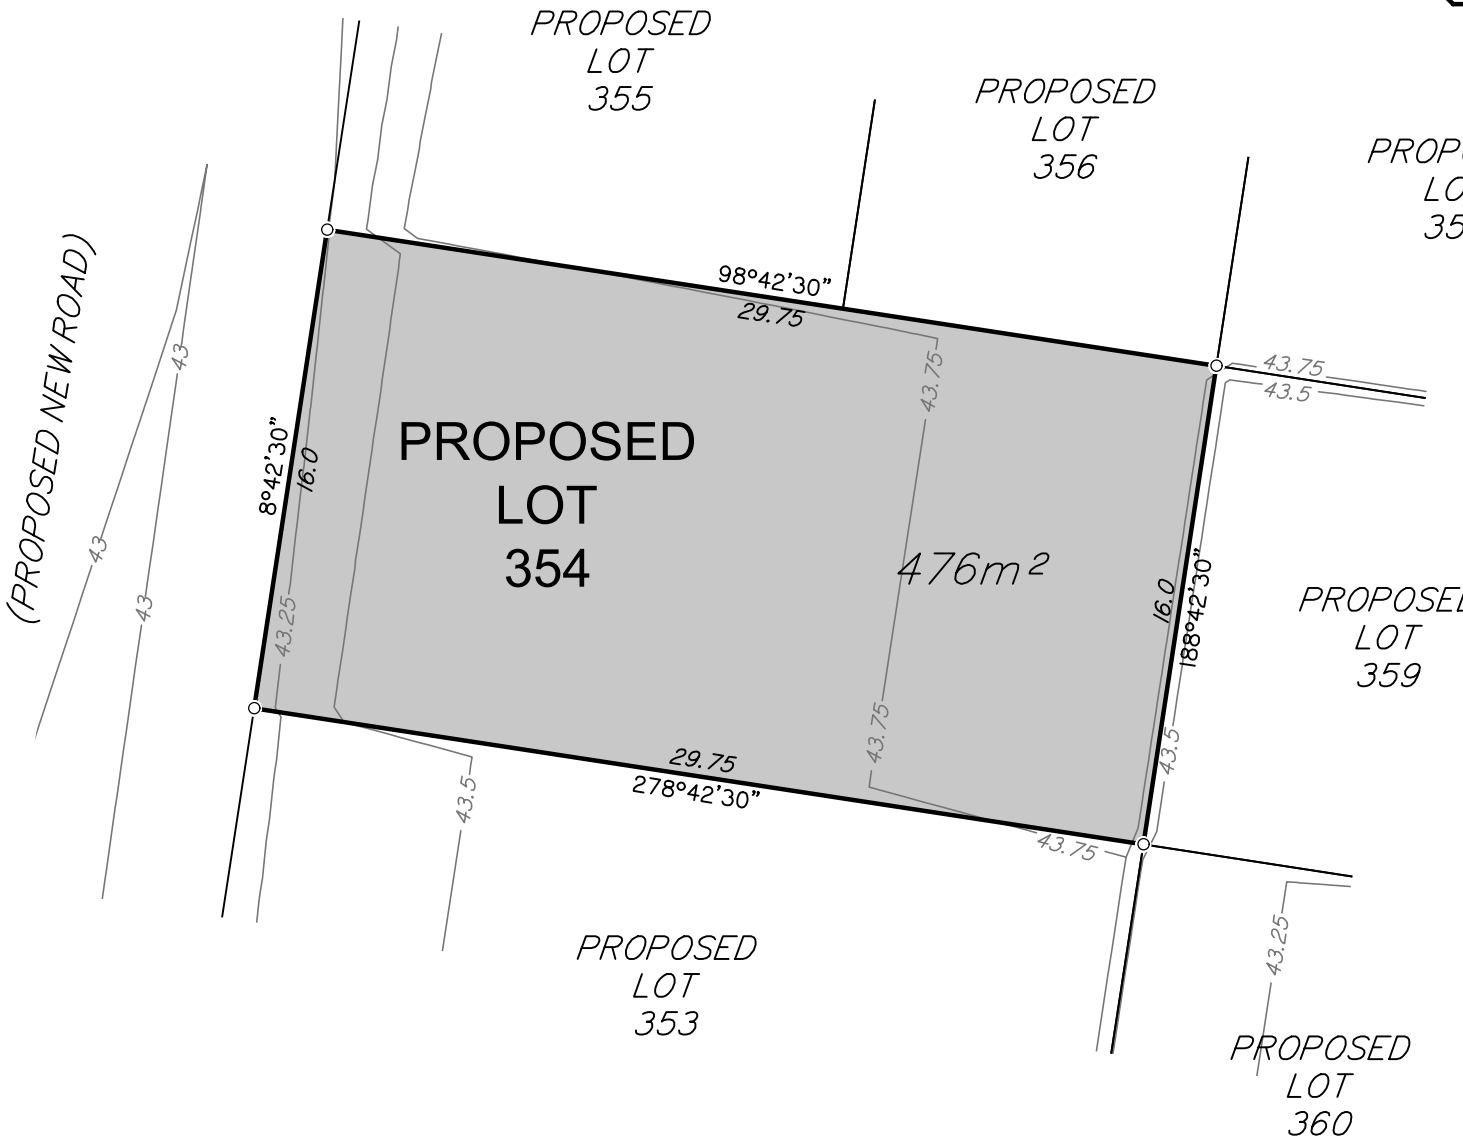 PROPOSED
LOT
355
PROPOSED
LOT
356
(PROPOSED NEW ROAD)
43
43
43
98°42'30"
29.75
43.75
43.75
43.5
8°42'30"
16.0
PROPOSED
LOT
354
476m²
43.25
16.0
188°42'30"
PROPOSED
LOT
359
43.75
43.5
29.75
278°42'30"
43.5
43.75
43.25
PROPOSED
LOT
353
PROPOSED
LOT
360